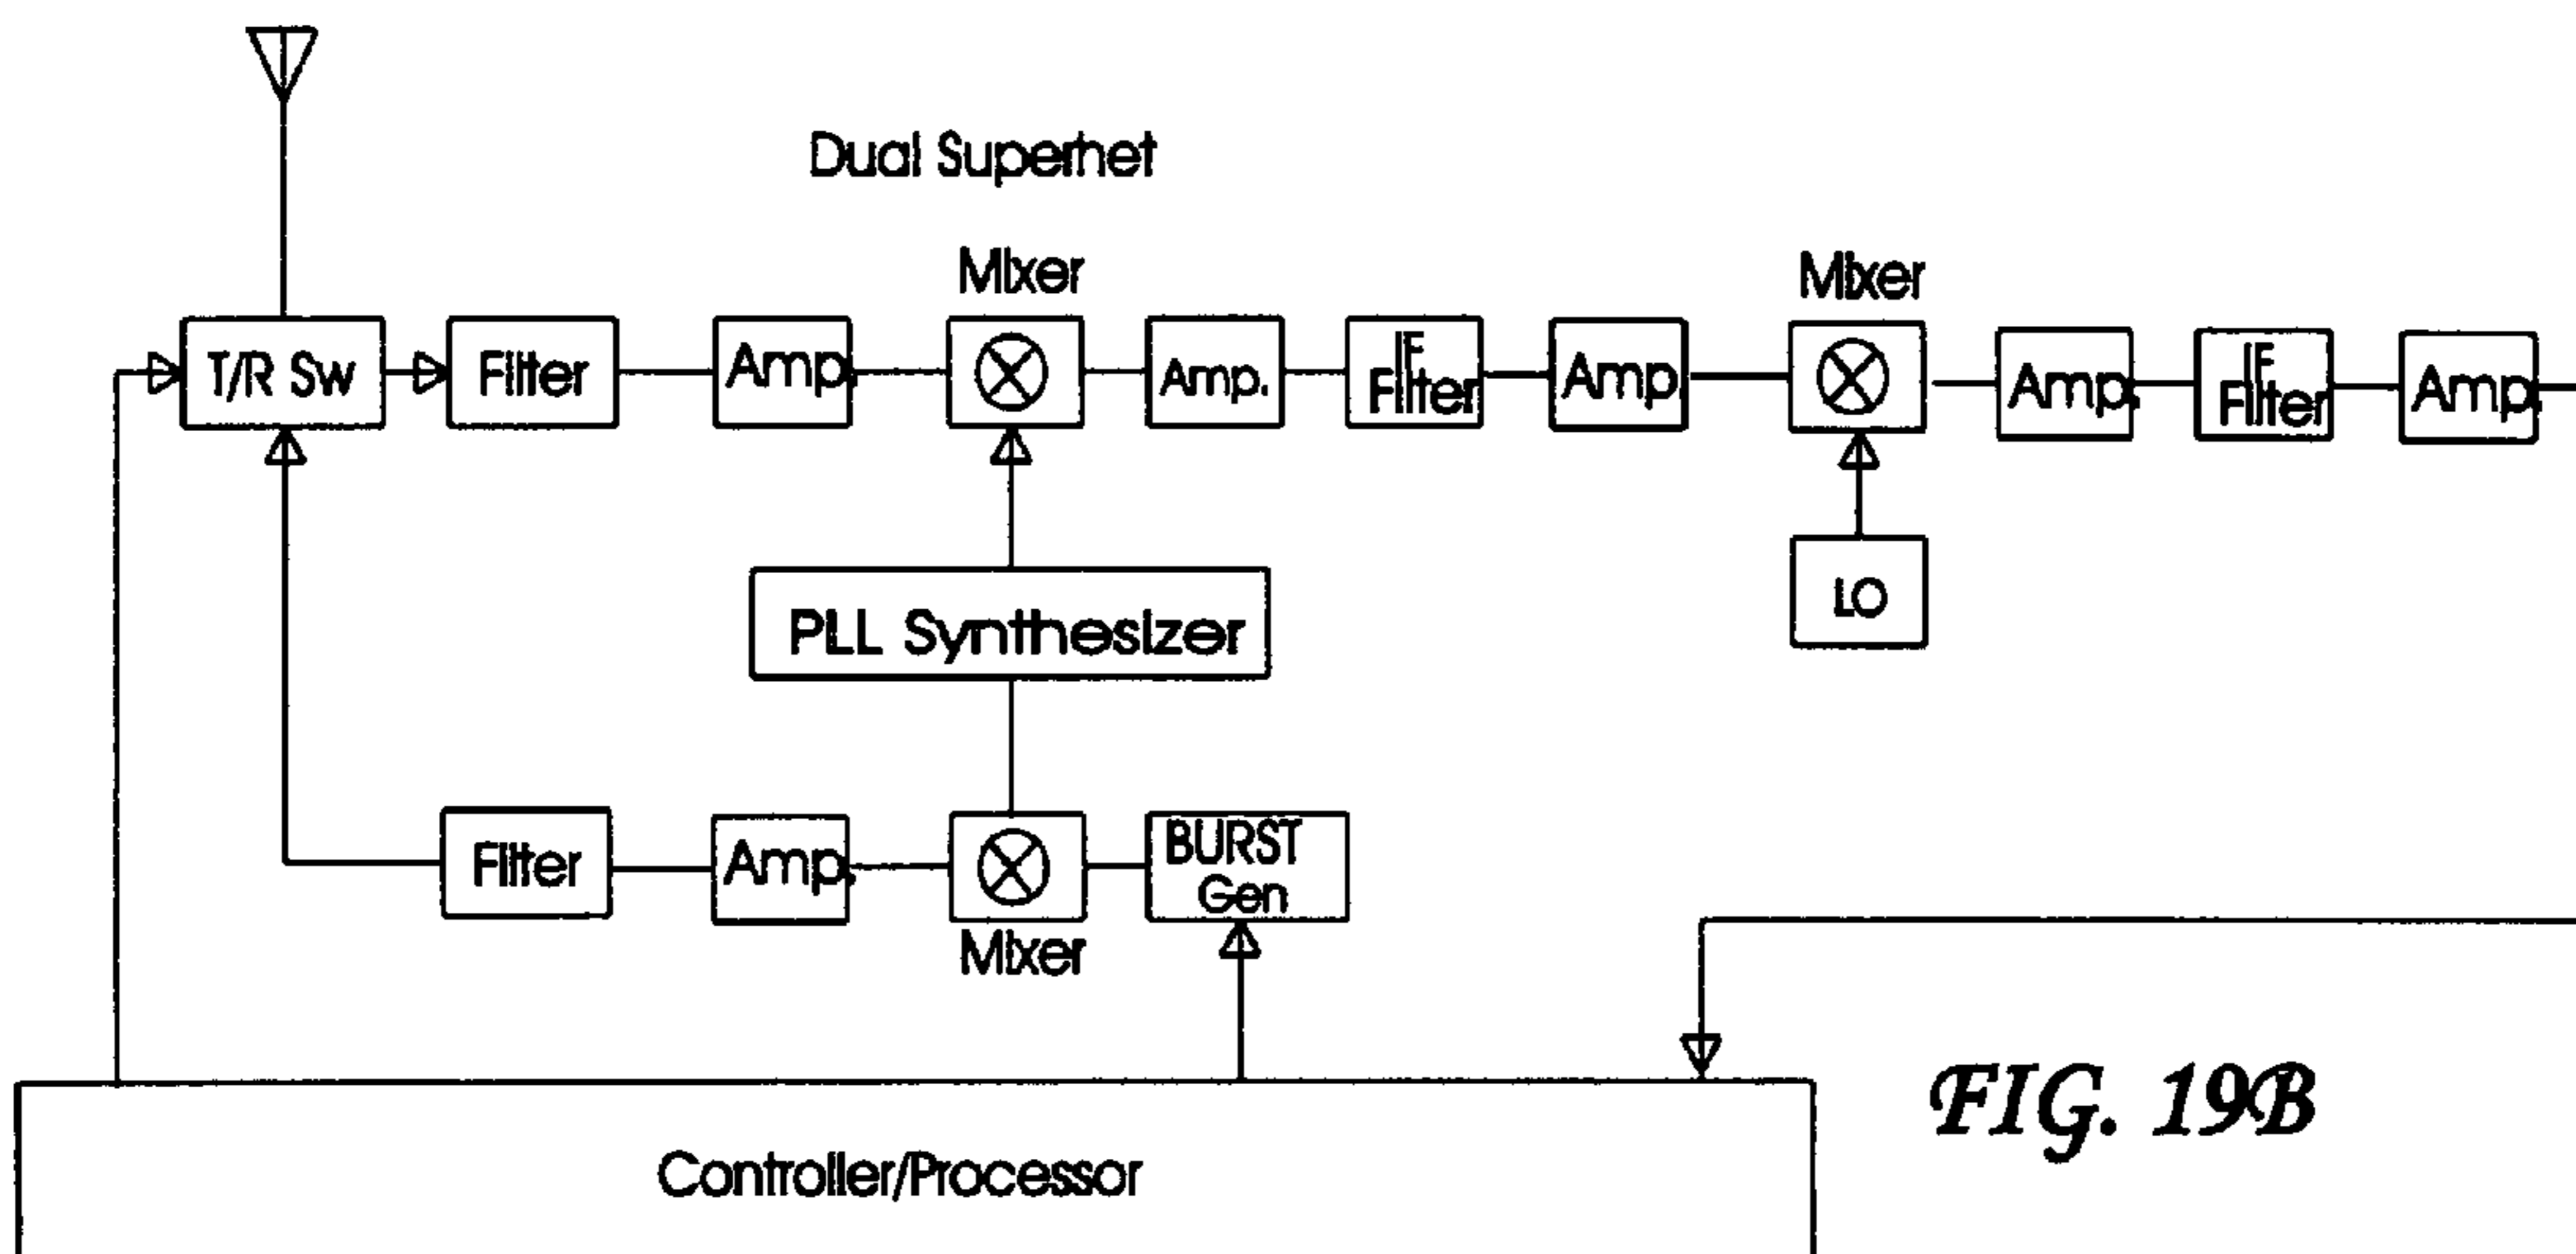 Dual Superhet
Mixer
Mixer
T/R Sw
Filter
Amp.
Amp.
IF
Filter
Amp.
Amp.
IF
Filter
Amp.
LO
PLL Synthesizer
Filter
Amp.
BURST
Gen
Mixer
FIG. 19B
Controller/Processor